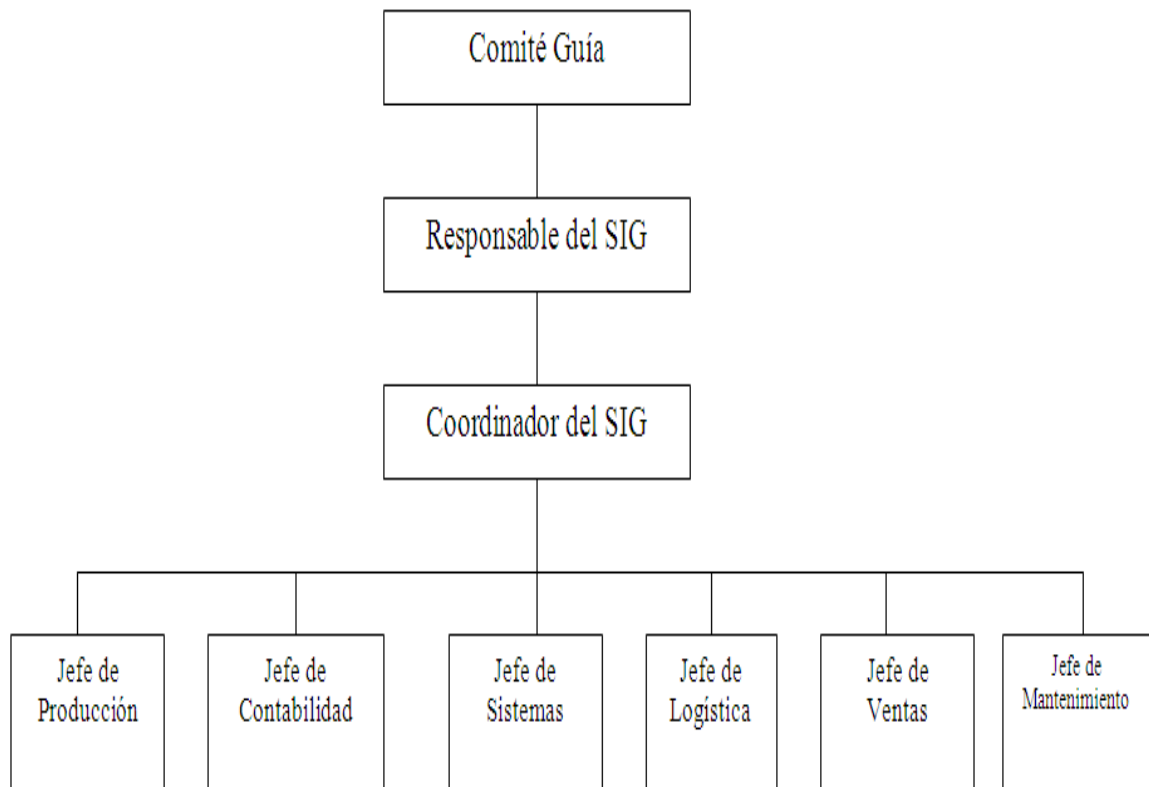 Comité Guía
Responsable del SIG
Coordinador del SIG
Jefe de
Producción
Jefe de
Contabilidad
Jefe de
Sistemas
Jefe de
Logística
Jefe de
Ventas
Jefe de
Mantenimiento